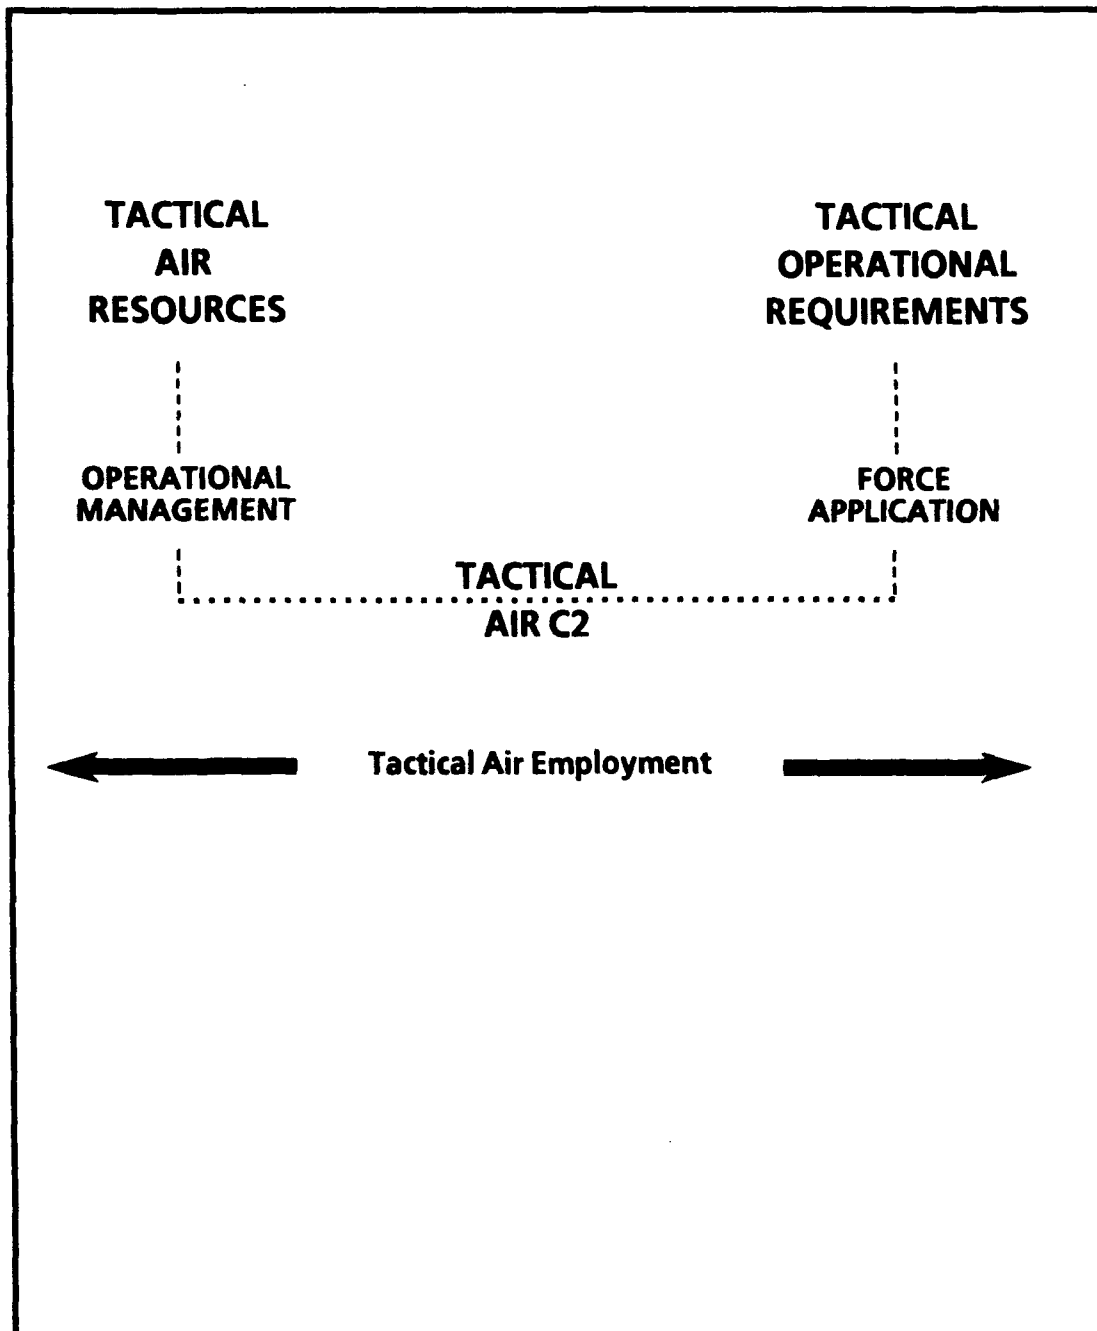 TACTICAL
AIR
RESOURCES
TACTICAL
OPERATIONAL
REQUIREMENTS
OPERATIONAL
MANAGEMENT
FORCE
APPLICATION
TACTICAL
AIR C2
Tactical Air Employment